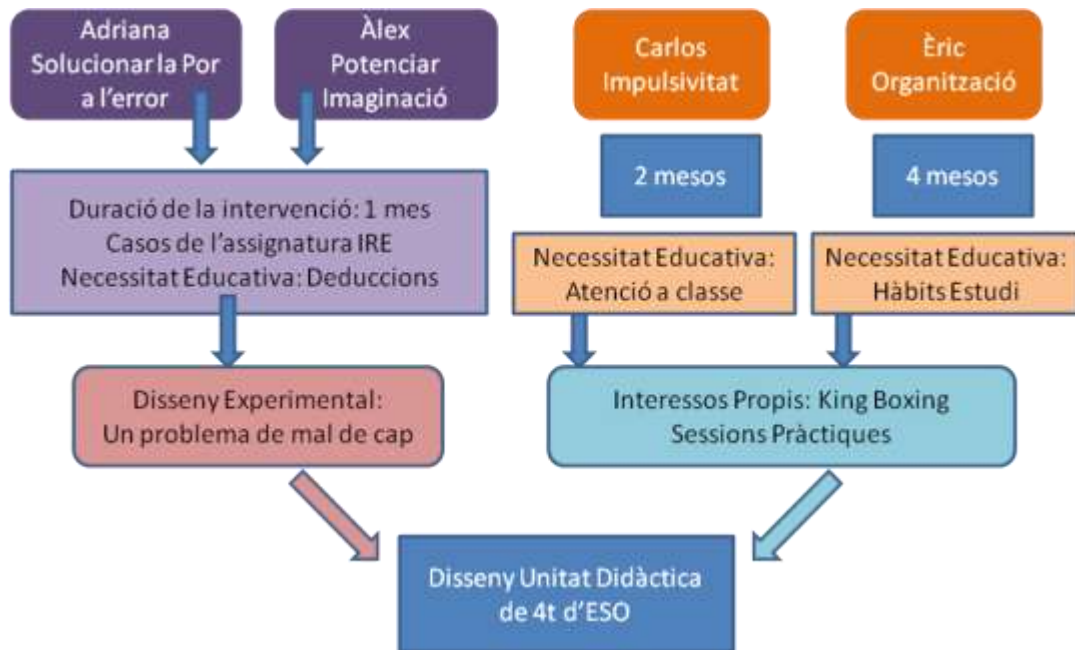 Adriana
Solucionar la Por
a l'error
Àlex
Potenciar
Imaginació
Carlos
Impulsivitat
Èric
Organització
2 mesos
4 mesos
Duració de la intervenció: 1 mes
Casos de l'assignatura IRE
Necessitat Educativa: Deduccions
Necessitat Educativa:
Atenció a classe
Necessitat Educativa:
Hàbits Estudi
Disseny Experimental:
Un problema de mal de cap
Interessos Propis: King Boxing
Sessions Pràctiques
Disseny Unitat Didàctica
de 4t d'ESO